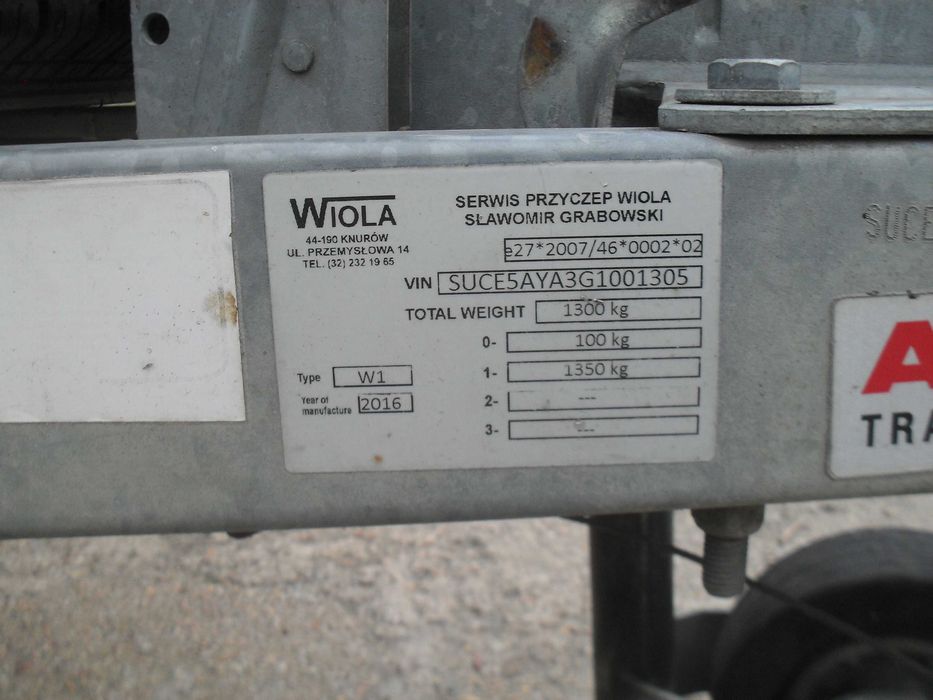 WIOLA
44-190 KNURÓW
UL. PRZEMYSŁOWA 14
TEL. (32) 232 19 65
SERWIS PRZYCZEP WIOLA
SŁAWOMIR GRABOWSKI
e27*2007/46*0002*02
VIN SUCE5AYA3G1001305
TOTAL WEIGHT 1300 kg
0- 100 kg
1- 1350 kg
2- ---
3- ---
Type W1
Year of
manufacture 2016
SUCE
A
TRA